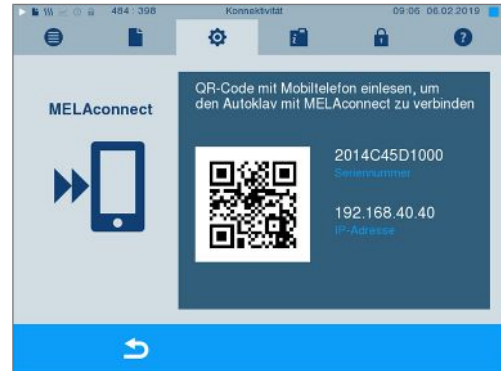 484 : 398 Konnektivität 09:06 06.02.2019
MELAconnect
QR-Code mit Mobiltelefon einlesen, um
den Autoklav mit MELAconnect zu verbinden
2014C45D1000
Seriennummer
192.168.40.40
IP-Adresse